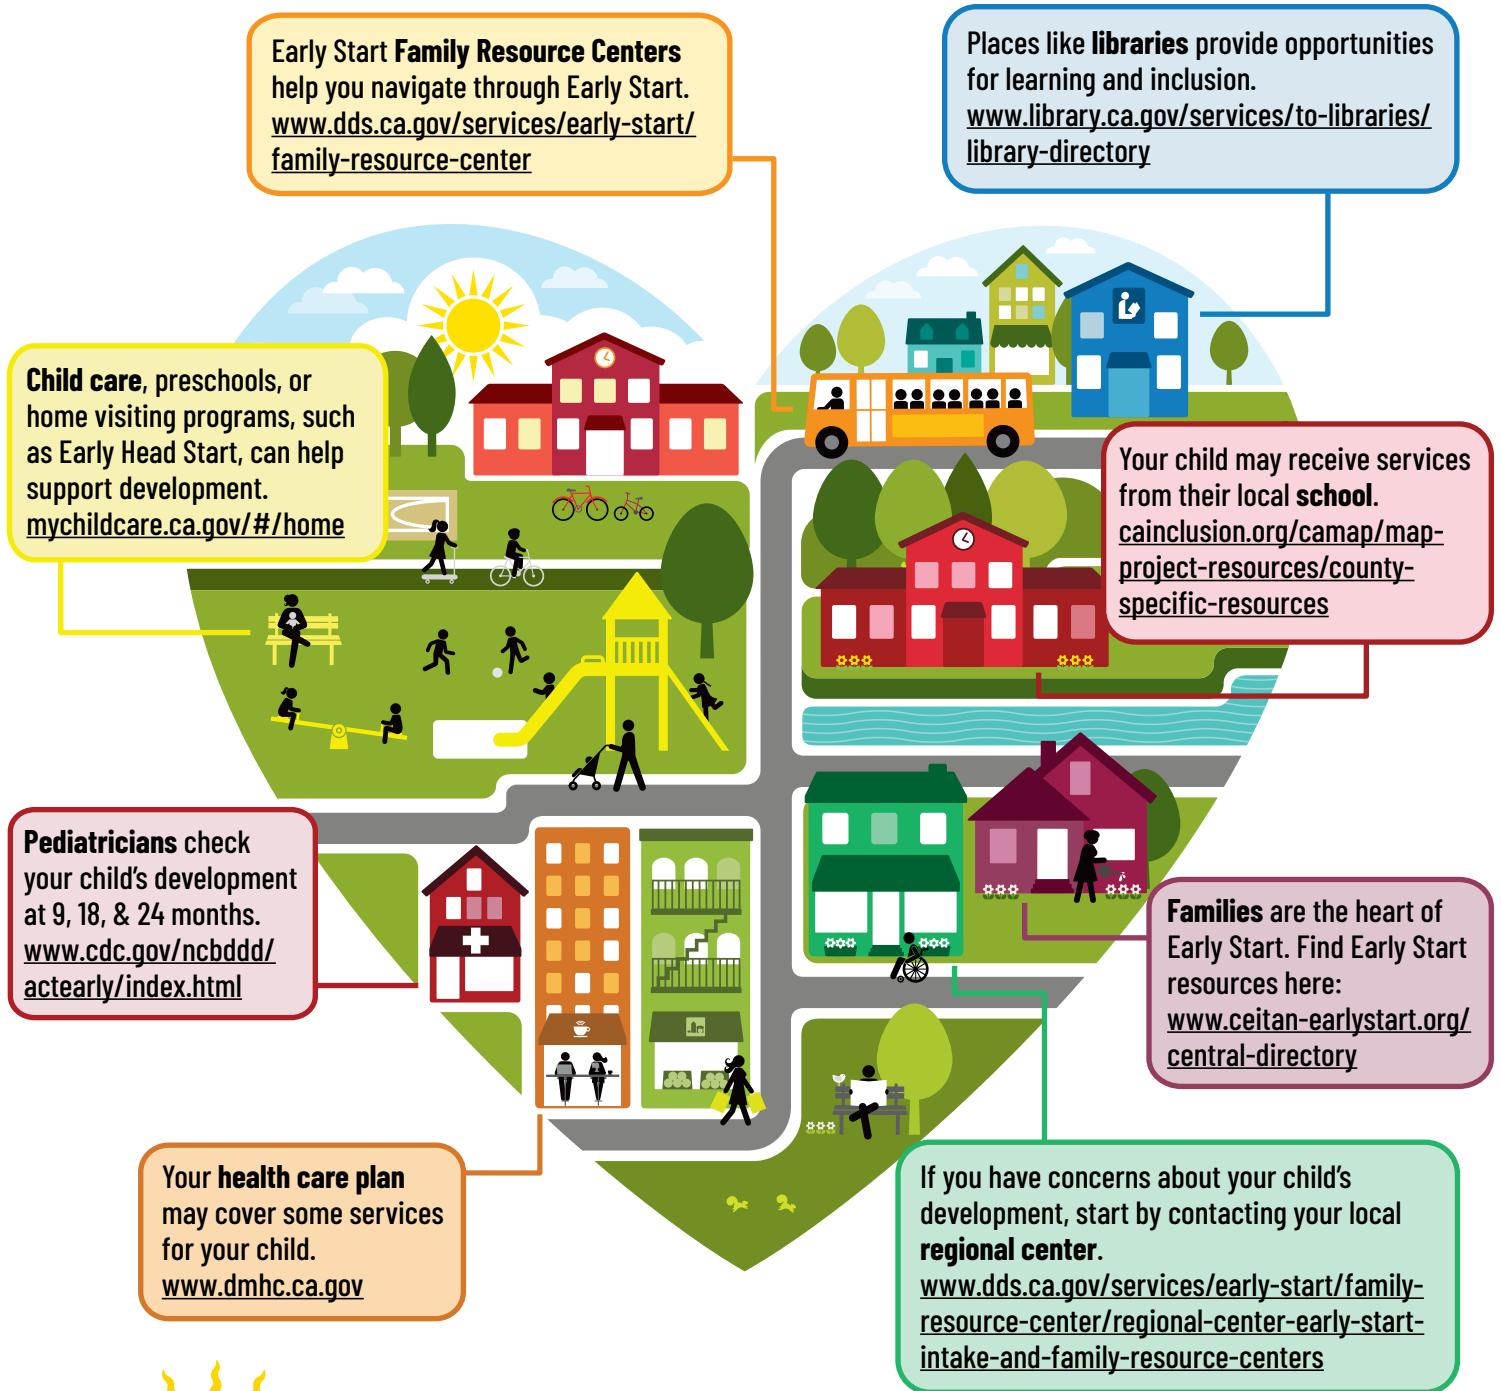 Early Start Family Resource Centers
help you navigate through Early Start.
www.dds.ca.gov/services/early-start/
family-resource-center
Places like libraries provide opportunities
for learning and inclusion.
www.library.ca.gov/services/to-libraries/
library-directory
Child care, preschools, or
home visiting programs, such
as Early Head Start, can help
support development.
mychildcare.ca.gov/#/home
Your child may receive services
from their local school.
cainclusion.org/camap/map-
project-resources/county-
specific-resources
Pediatricians check
your child’s development
at 9, 18, & 24 months.
www.cdc.gov/ncbddd/
actearly/index.html
Families are the heart of
Early Start. Find Early Start
resources here:
www.ceitan-earlystart.org/
central-directory
Your health care plan
may cover some services
for your child.
www.dmhc.ca.gov
If you have concerns about your child’s
development, start by contacting your local
regional center.
www.dds.ca.gov/services/early-start/family-
resource-center/regional-center-early-start-
intake-and-family-resource-centers